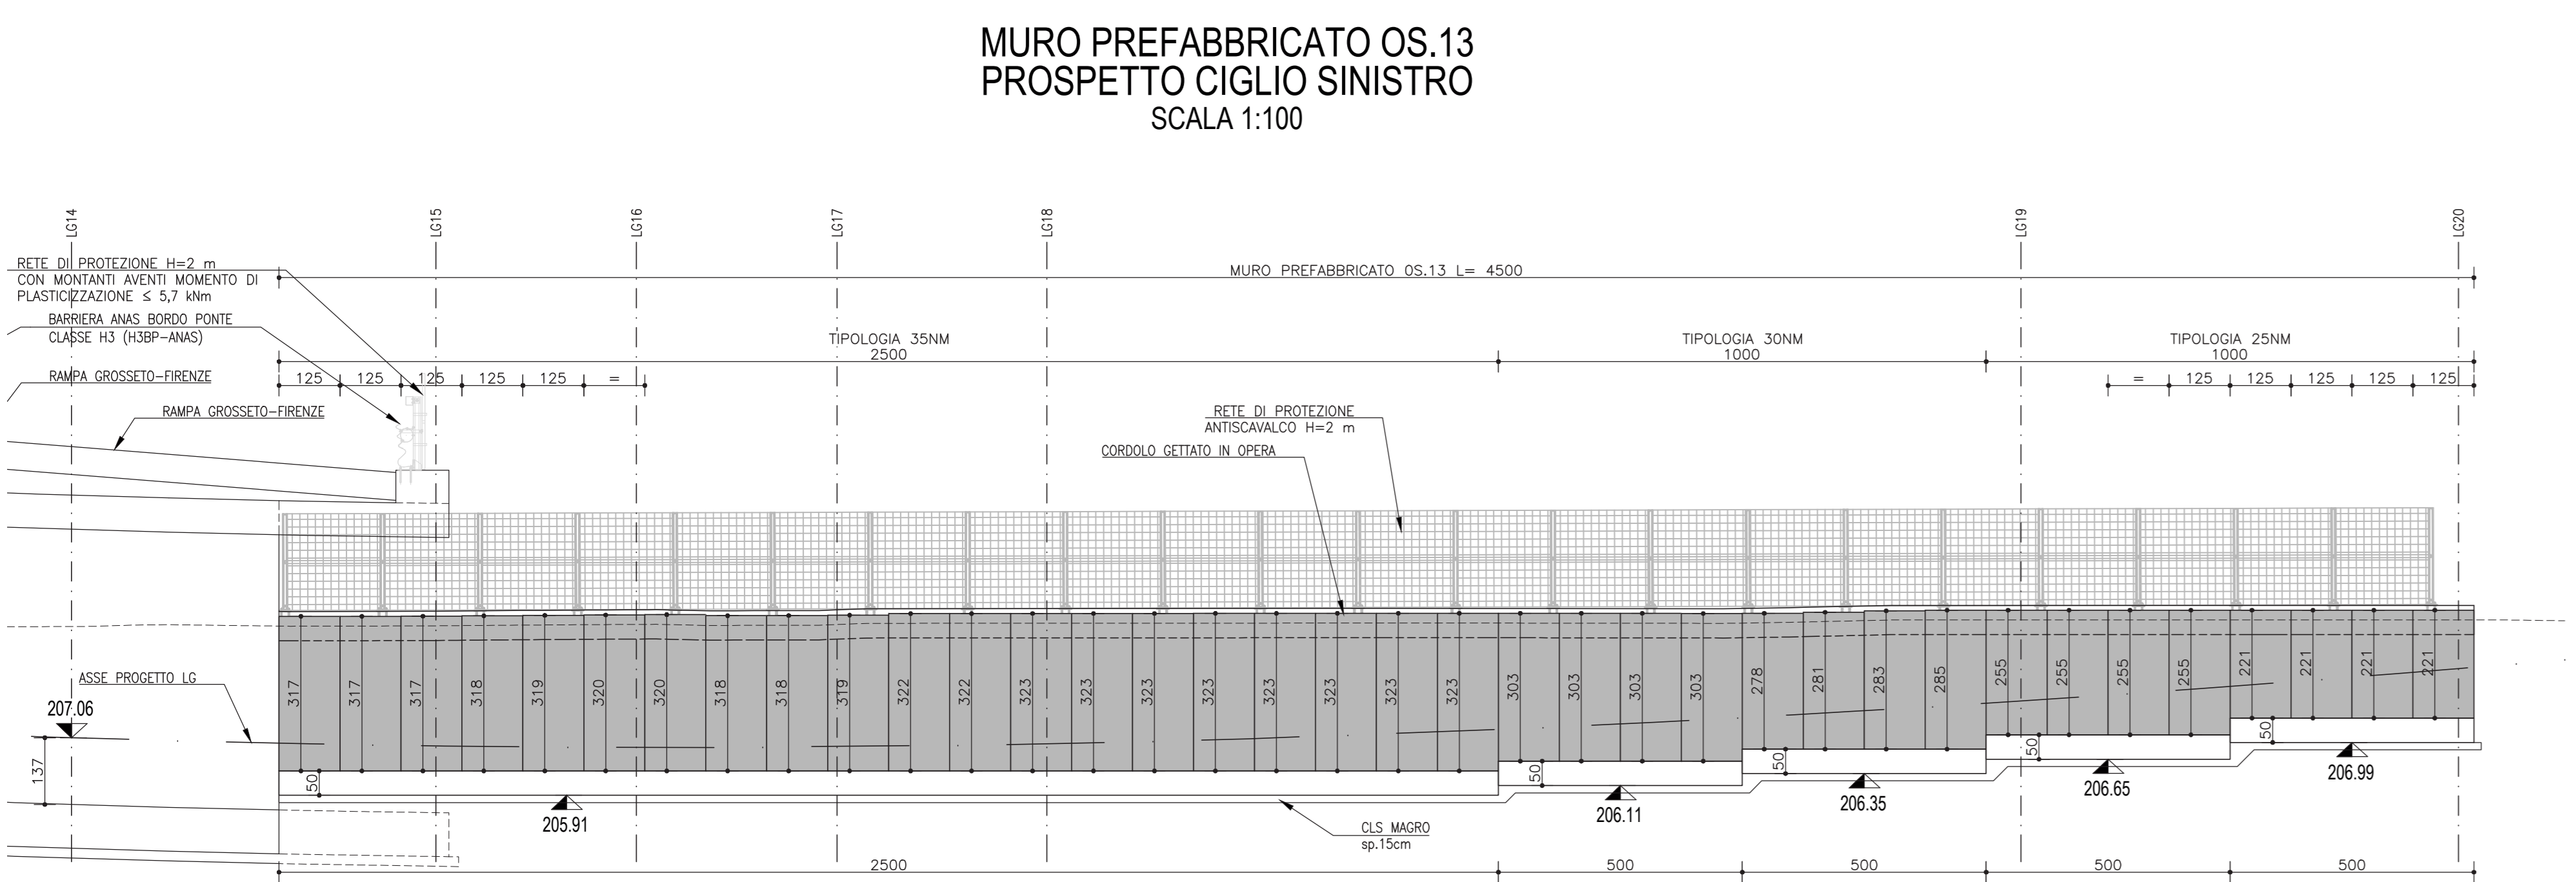 MURO PREFABBRICATO OS.13
PROSPETTO CIGLIO SINISTRO
SCALA 1:100
LG14
LG15
LG16
LG17
LG18
LG19
LG20
RETE DI PROTEZIONE H=2 m
CON MONTANTI AVENTI MOMENTO DI
PLASTICIZZAZIONE ≤ 5,7 kNm
MURO PREFABBRICATO OS.13 L= 4500
BARRIERA ANAS BORDO PONTE
CLASSE H3 (H3BP-ANAS)
TIPOLOGIA 35NM
2500
TIPOLOGIA 30NM
1000
TIPOLOGIA 25NM
1000
RAMPA GROSSETO-FIRENZE
125 125 125 125 125 =
= 125 125 125 125 125
RAMPA GROSSETO-FIRENZE
RETE DI PROTEZIONE
ANTISCAVALCO H=2 m
CORDOLO GETTATO IN OPERA
ASSE PROGETTO LG
207.06
137
317 317 317 318 319 320 320 318 318 319 322 322 323 323 323 323 323 323 323 323 303 303 303 303 278 281 283 285 255 255 255 255 221 221 221 221
50 50 50 50 50
205.91
206.11
206.35
206.65
206.99
CLS MAGRO
sp.15cm
2500 500 500 500 500